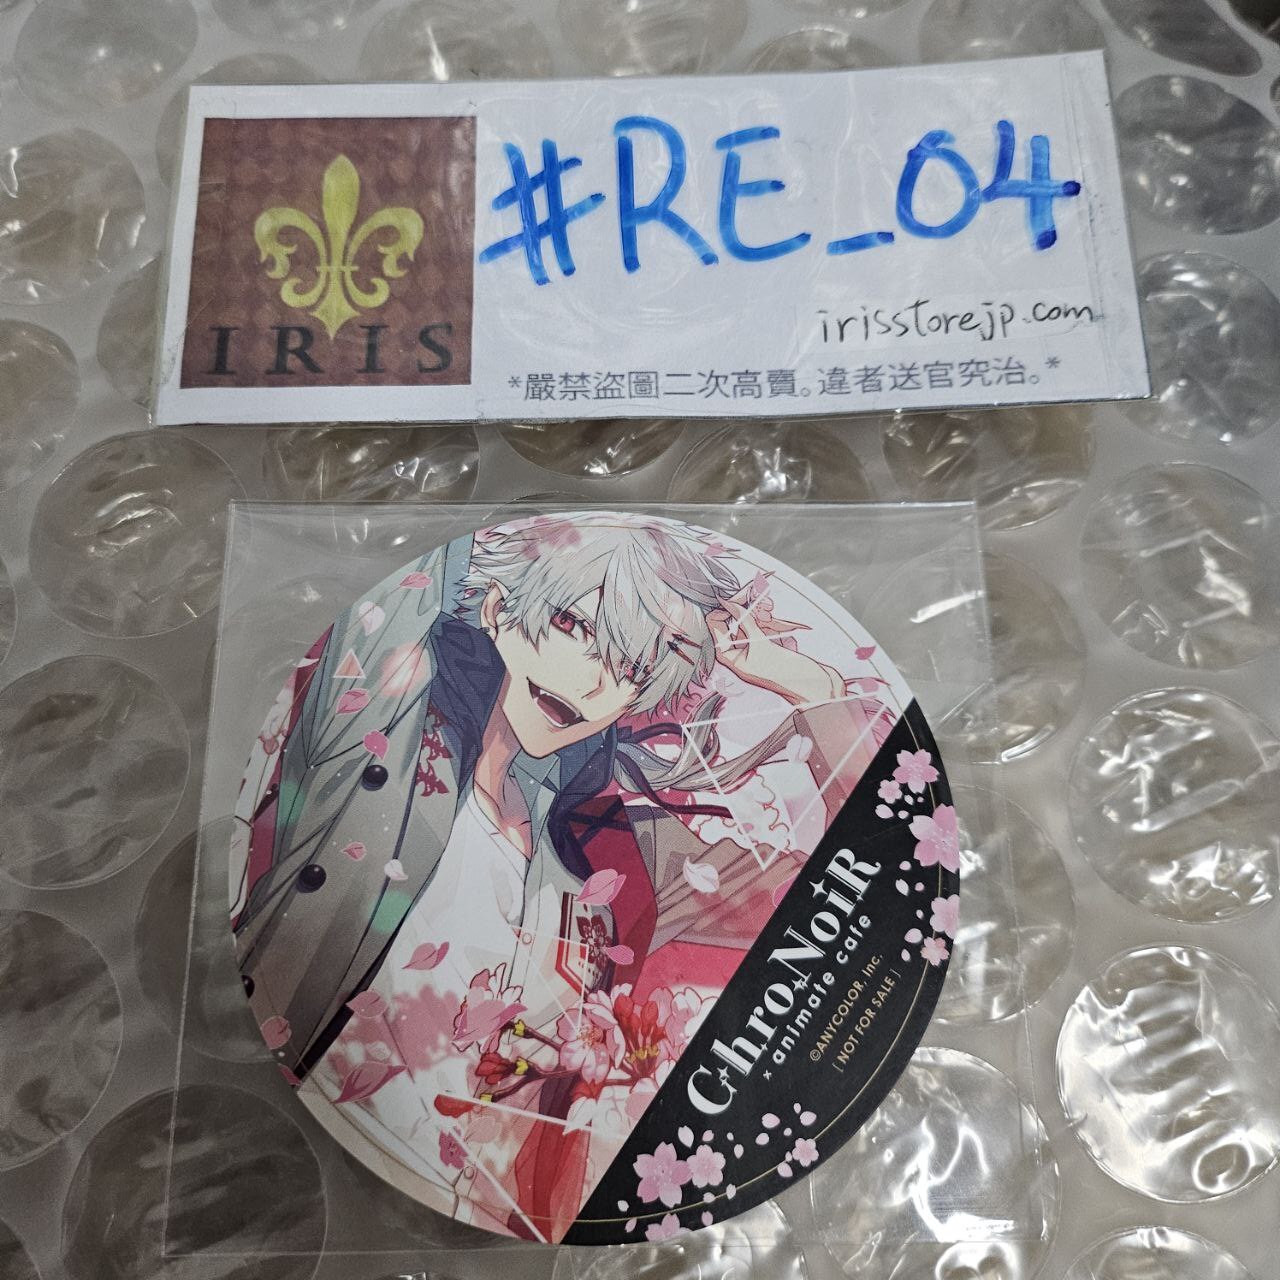 #RE_04
IRIS
irisstorejp.com
*嚴禁盜圖二次高賣。違者送官究治。*
ChroNoiR
× animate cafe
©ANYCOLOR, Inc.
[ NOT FOR SALE ]